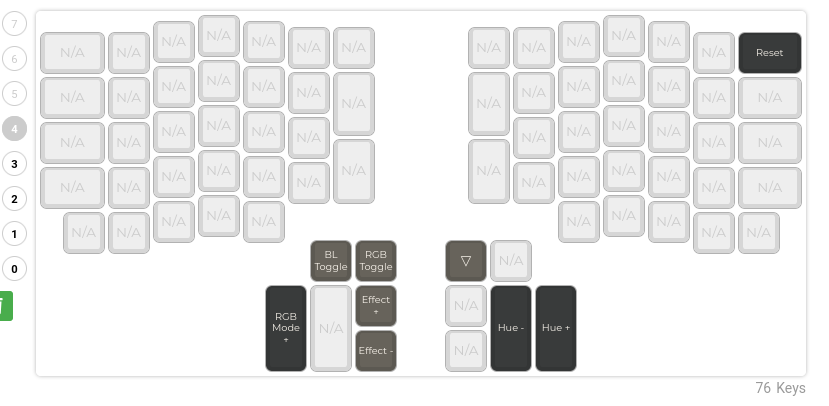 7
6
5
4
3
2
1
0
N/A N/A N/A N/A N/A N/A N/A N/A N/A N/A N/A N/A N/A Reset
N/A N/A N/A N/A N/A N/A N/A N/A N/A N/A N/A N/A N/A N/A
N/A N/A N/A N/A N/A N/A N/A N/A N/A N/A N/A N/A
N/A N/A N/A N/A N/A N/A N/A N/A N/A N/A N/A N/A N/A N/A
N/A N/A N/A N/A N/A N/A N/A N/A N/A N/A
BL
Toggle
RGB
Toggle
▽
N/A
RGB
Mode
+
N/A
Effect
+
Effect -
N/A
N/A
Hue -
Hue +
76 Keys